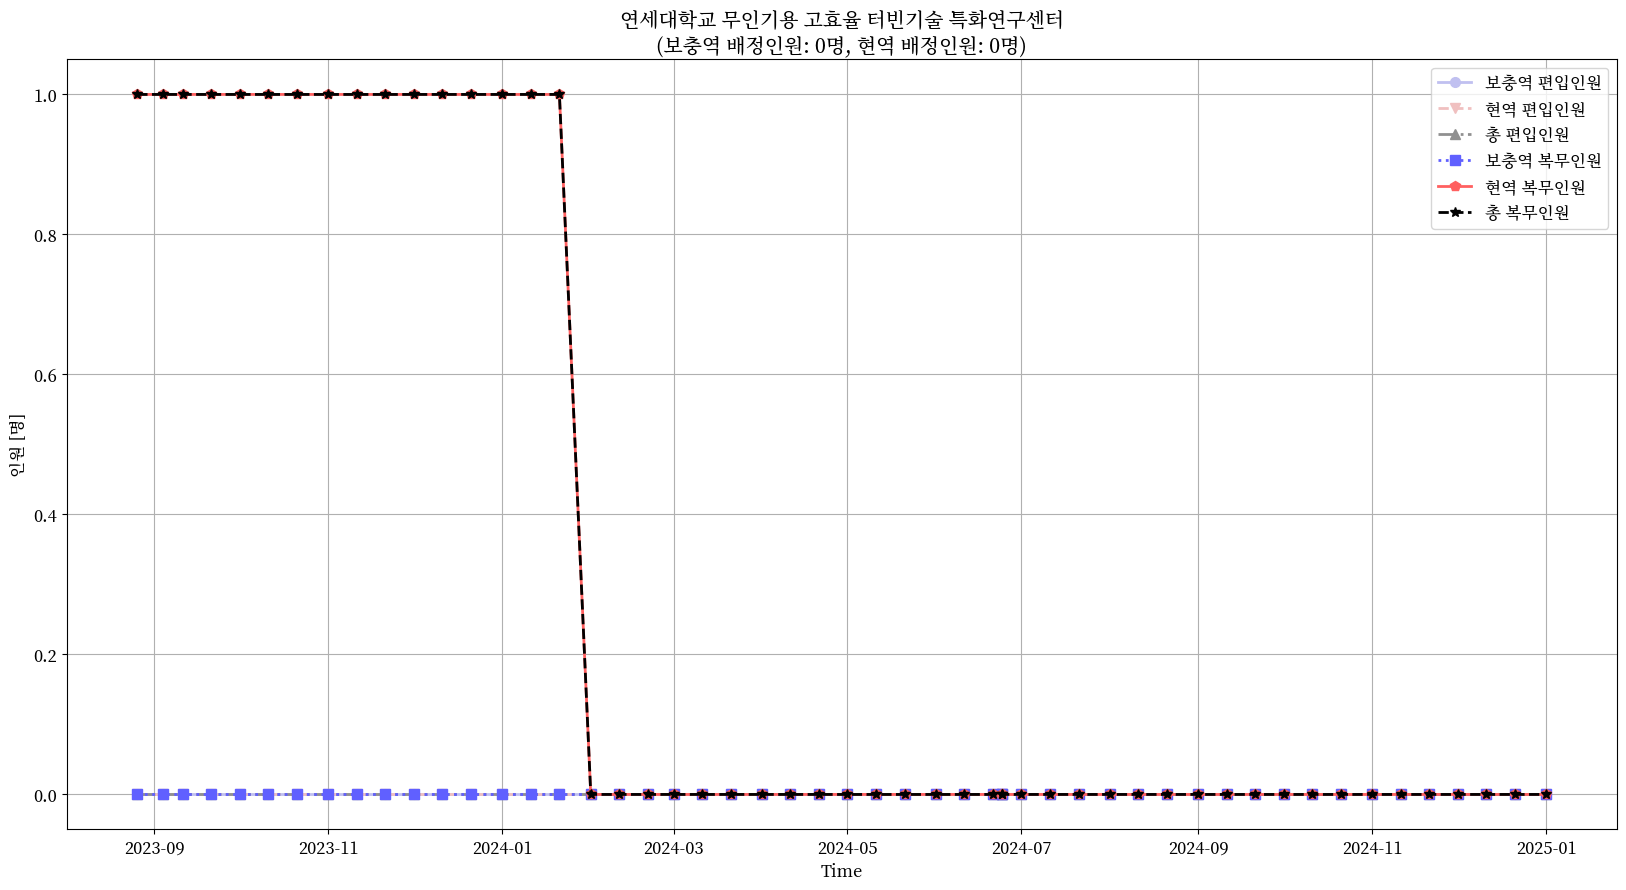 연세대학교 무인기용 고효율 터빈기술 특화연구센터
(보충역 배정인원: 0명, 현역 배정인원: 0명)
보충역 편입인원
현역 편입인원
총 편입인원
보충역 복무인원
현역 복무인원
총 복무인원
인원 [명]
1.0
0.8
0.6
0.4
0.2
0.0
2023-09
2023-11
2024-01
2024-03
2024-05
2024-07
2024-09
2024-11
2025-01
Time